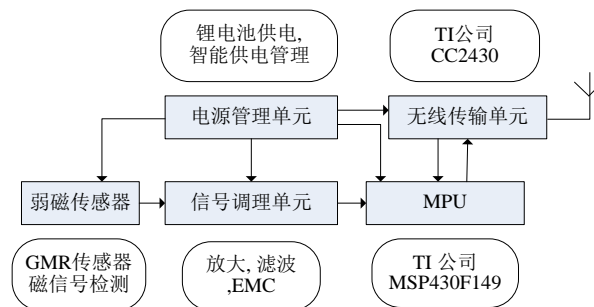 锂电池供电,
智能供电管理
TI公司
CC2430
电源管理单元
无线传输单元
弱磁传感器
信号调理单元
MPU
GMR传感器
磁信号检测
放大, 滤波
,EMC
TI 公司
MSP430F149